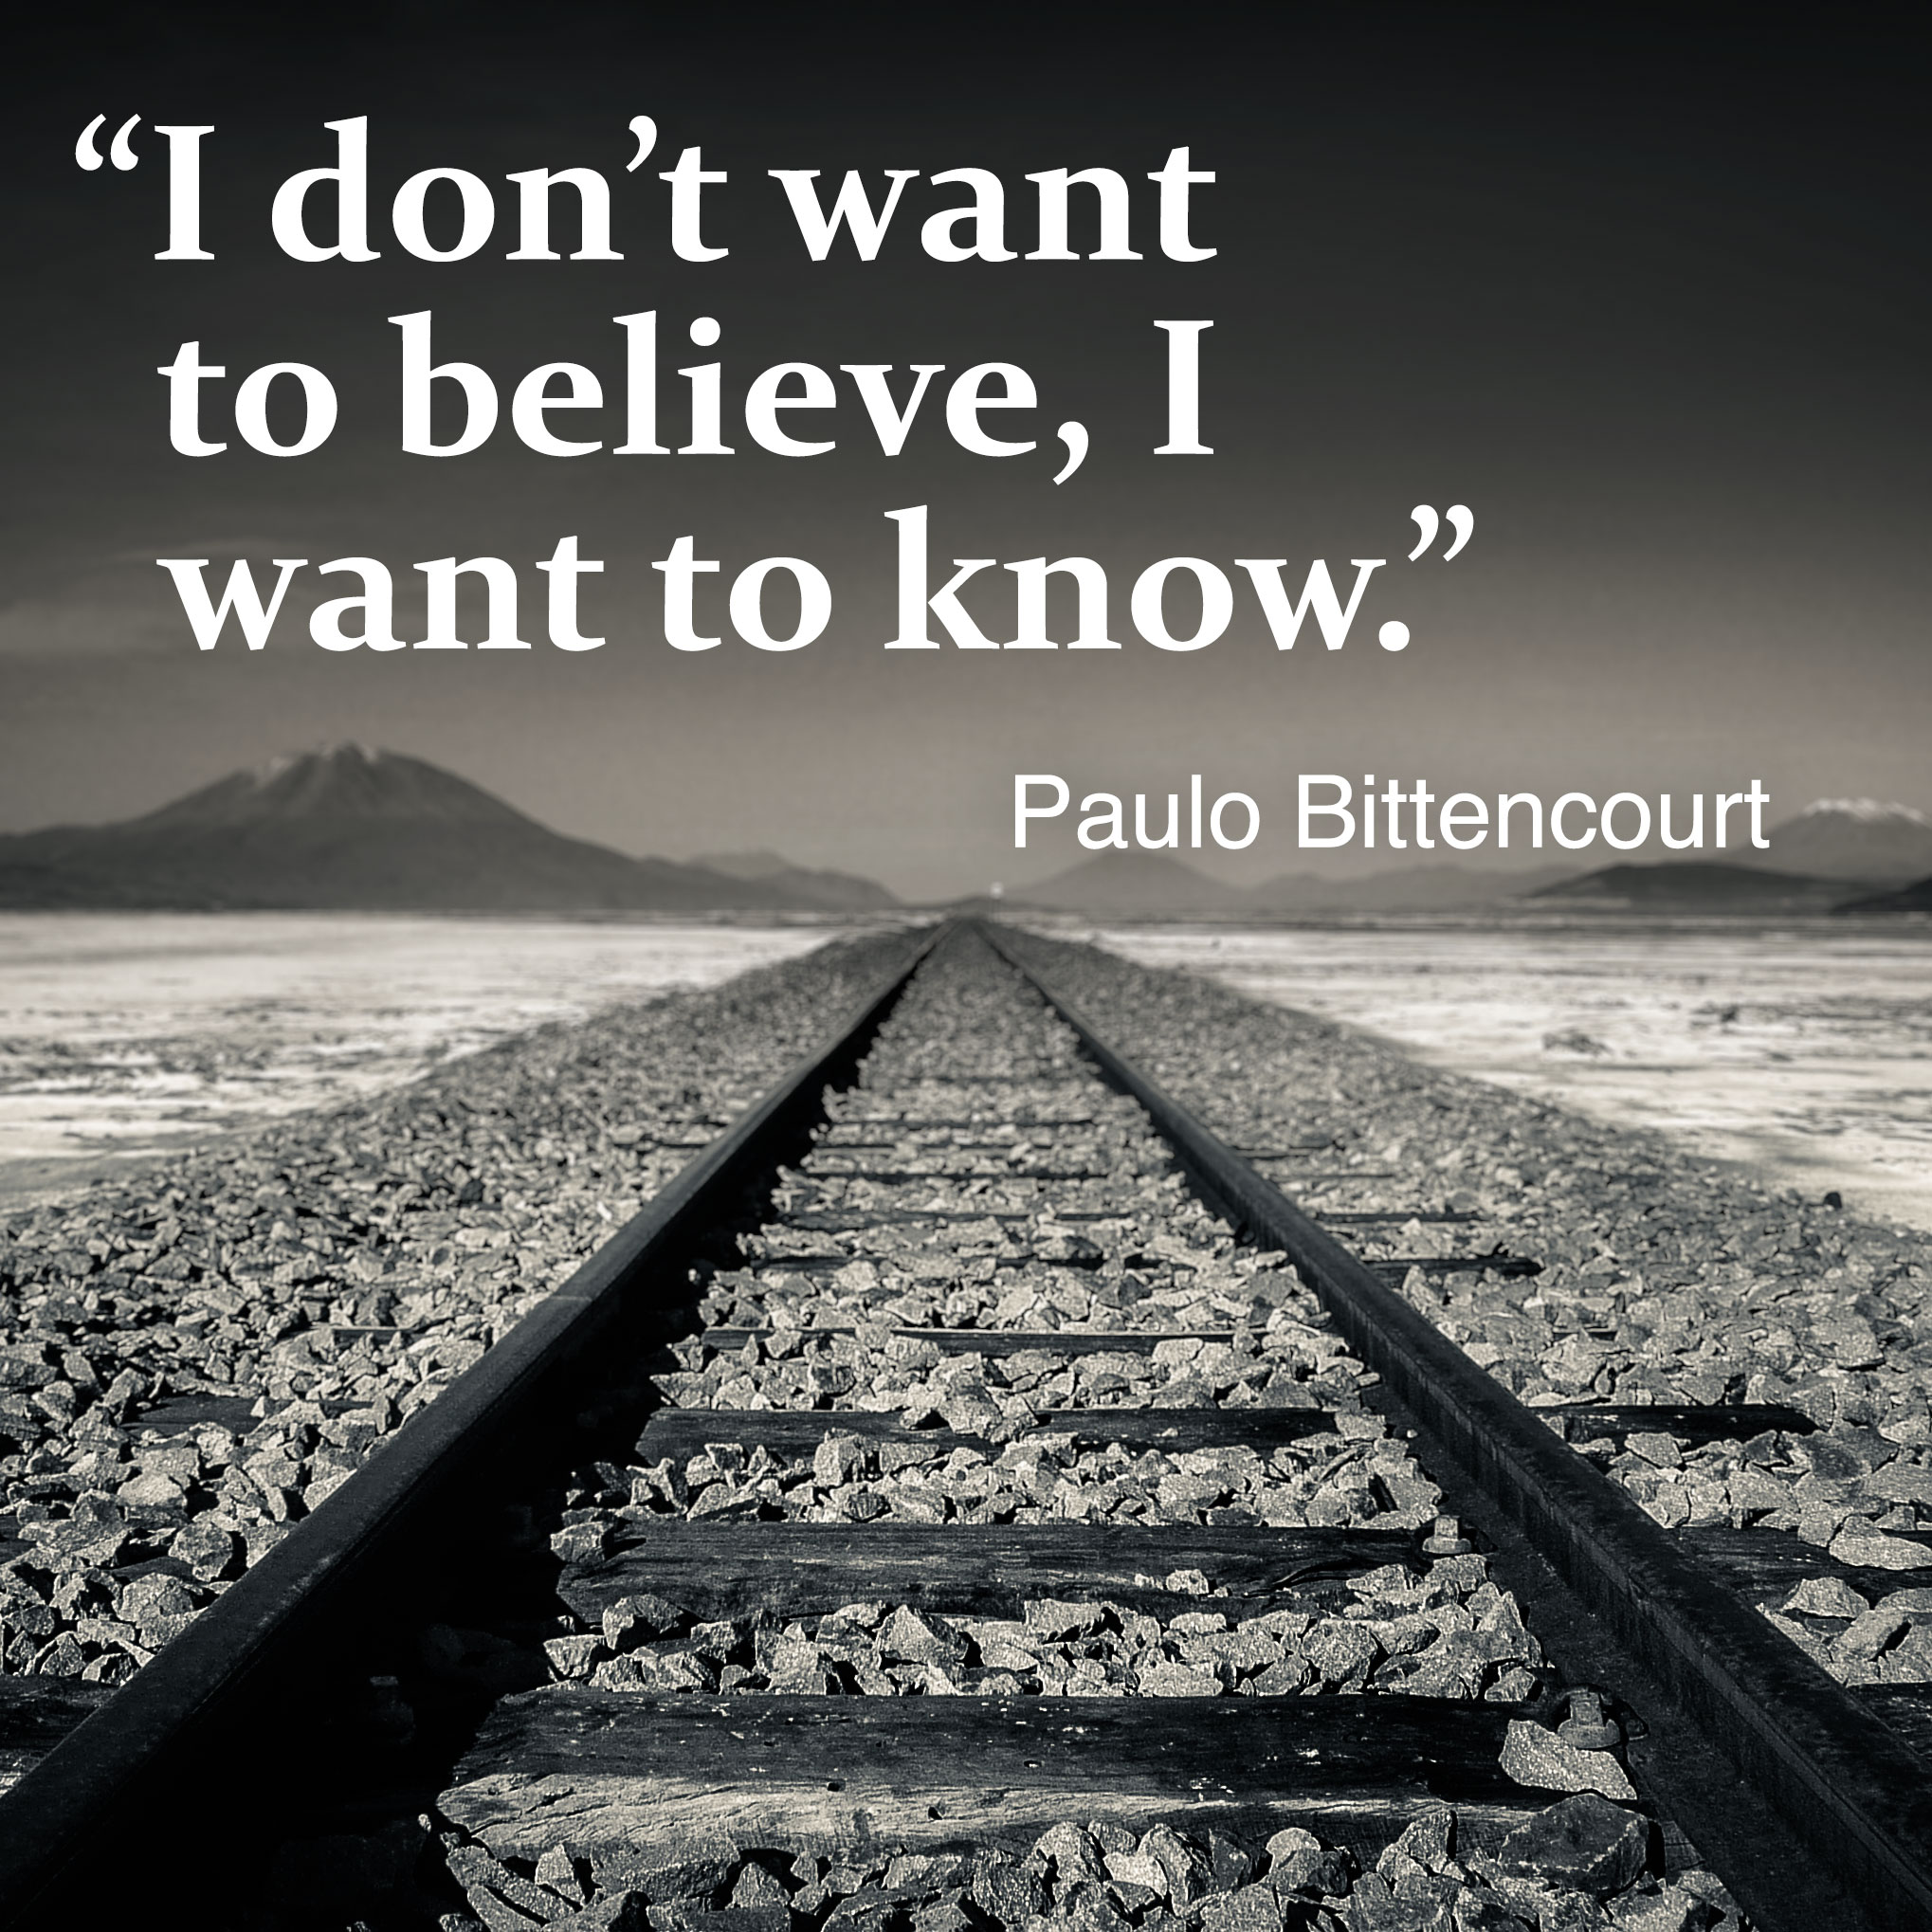 “I don’t want
to believe, I
want to know.”
Paulo Bittencourt